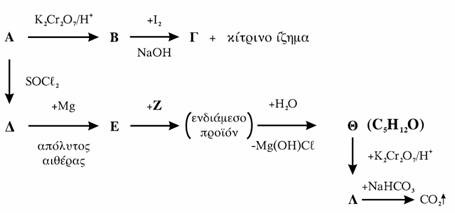 K₂Cr₂O₇/H⁺ +I₂
A B Γ + κίτρινο ίζημα
NaOH
SOCℓ₂
+Mg +Z +H₂O
Δ E (ενδιάμεσο προϊόν) Θ (C₅H₁₂O)
απόλυτος αιθέρας -Mg(OH)Cℓ
+K₂Cr₂O₇/H⁺
+NaHCO₃
Λ CO₂↑